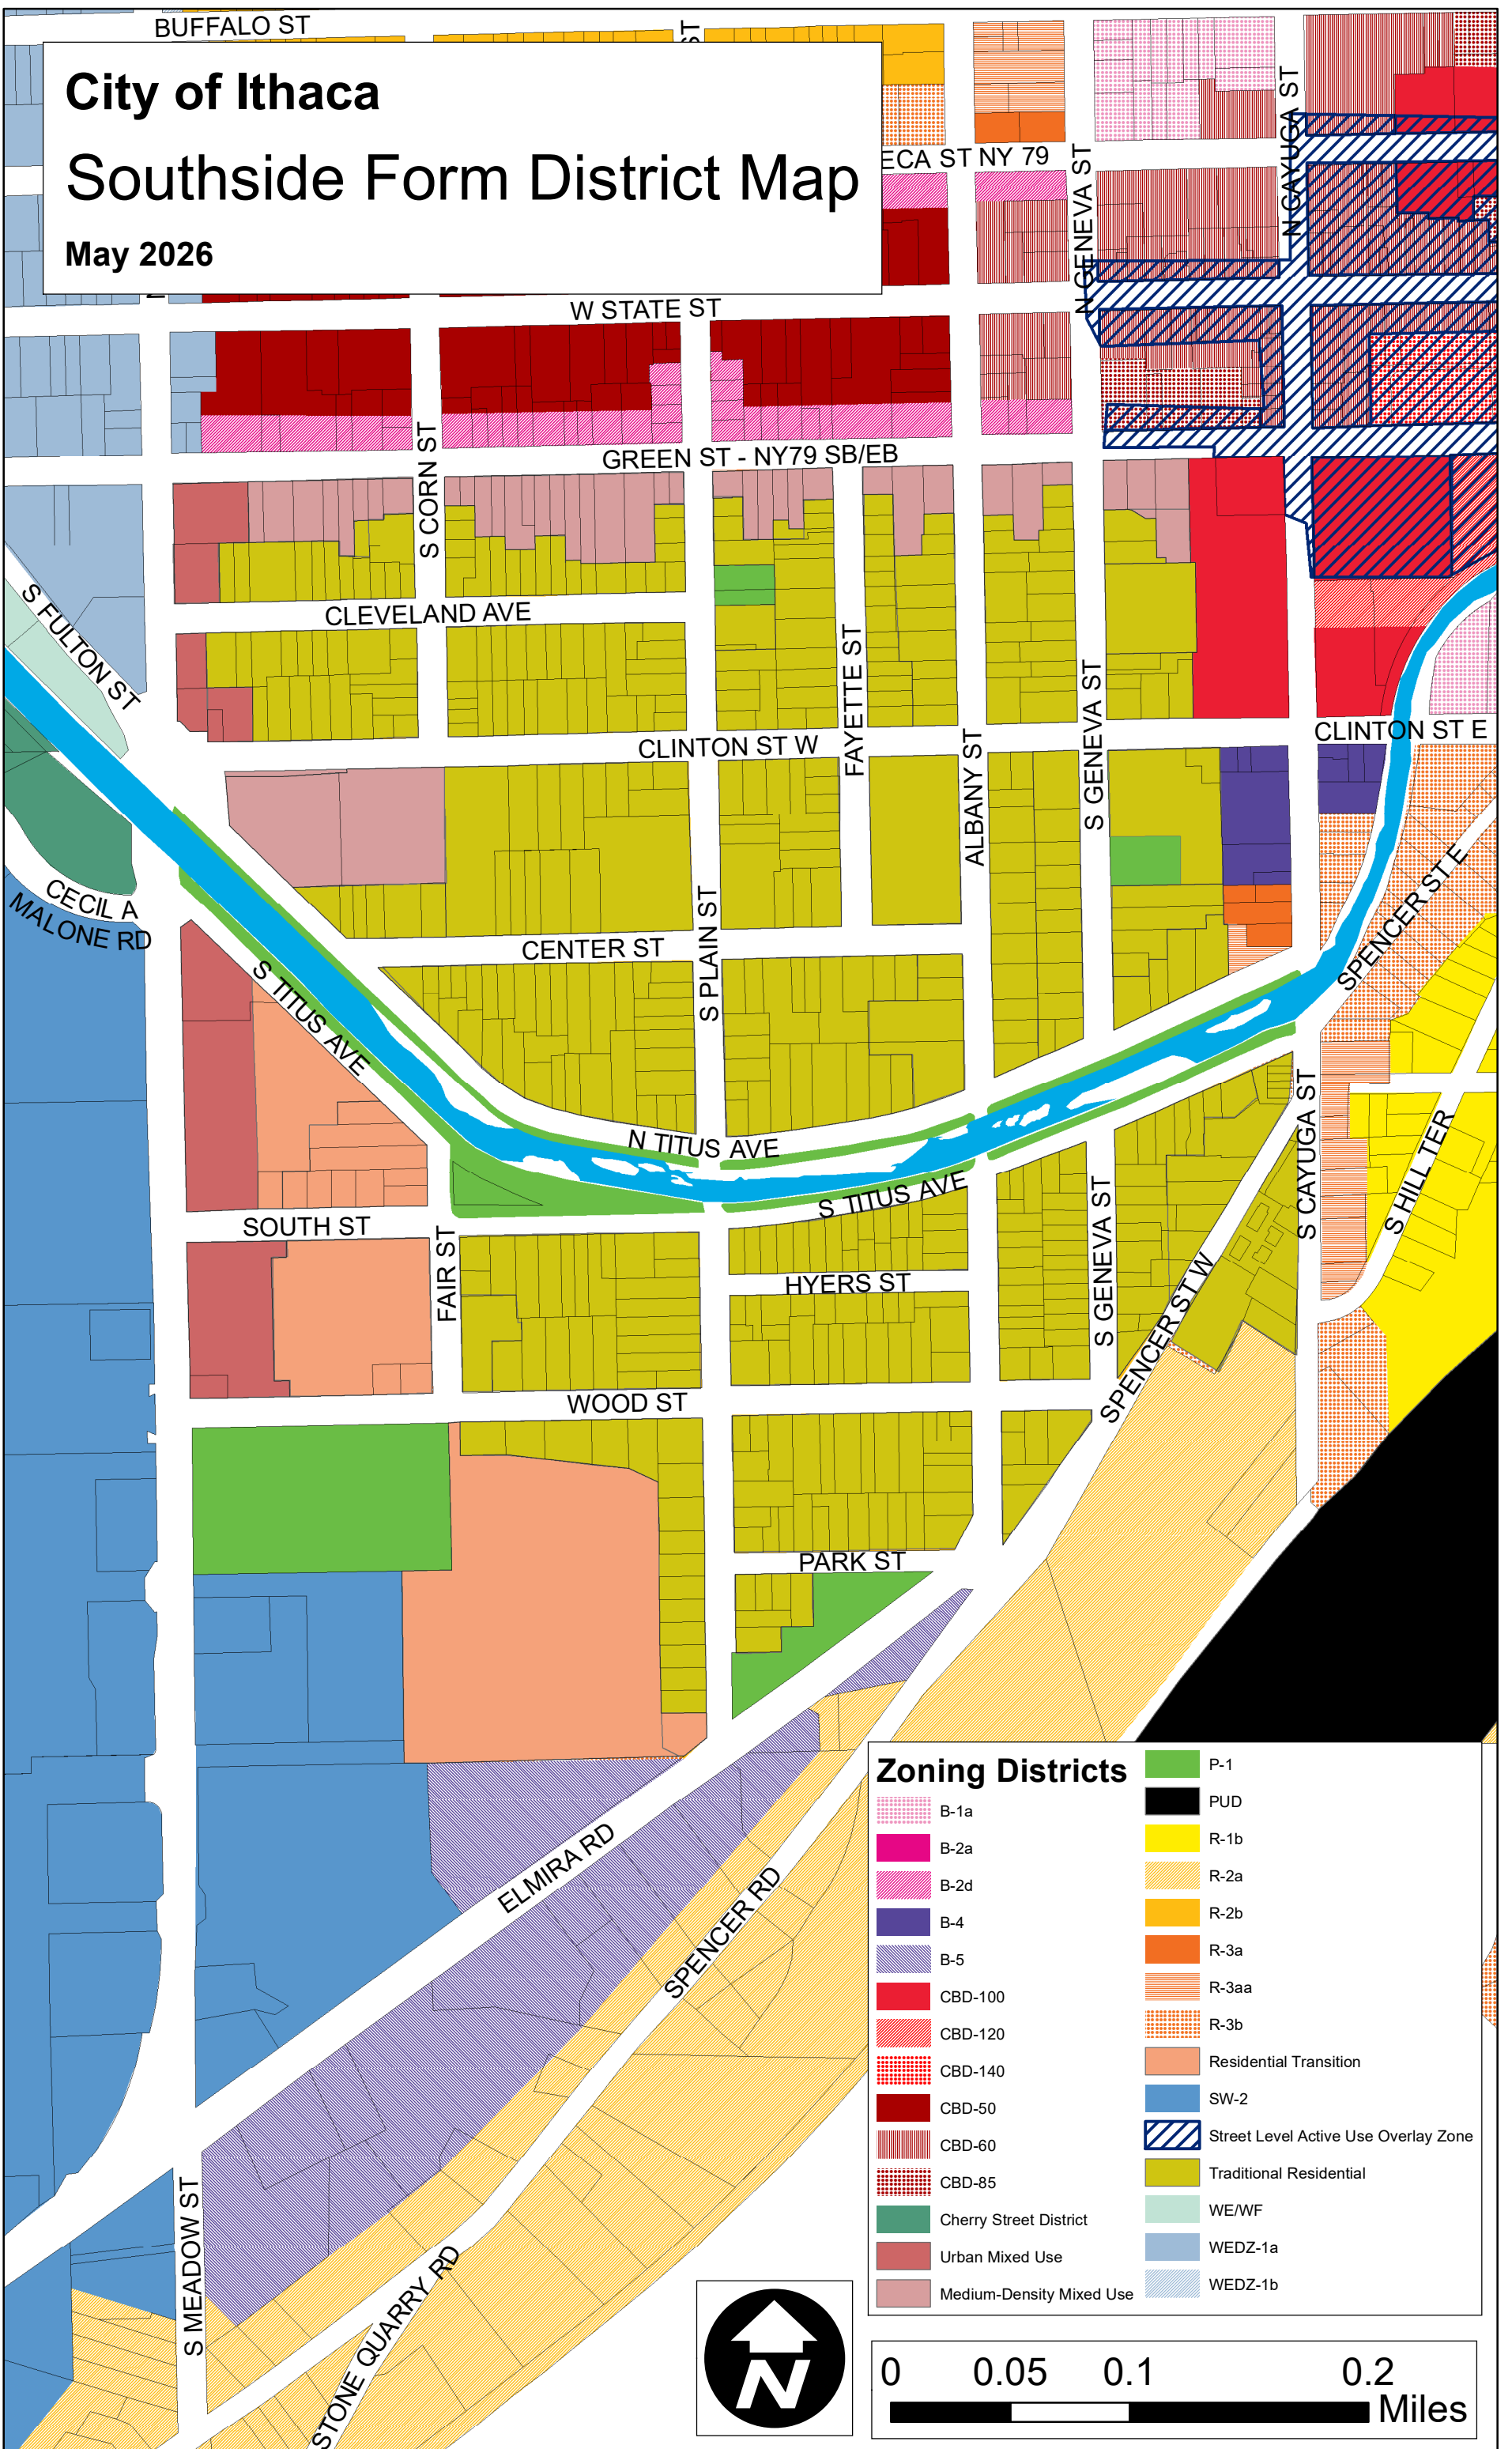 BUFFALO ST
ST
City of Ithaca
Southside Form District Map
May 2026
ECA ST NY 79
N GENEVA ST
N CAYUGA ST
W STATE ST
GREEN ST - NY79 SB/EB
S CORN ST
S FULTON ST
CLEVELAND AVE
FAYETTE ST
CLINTON ST W
CLINTON ST E
ALBANY ST
S GENEVA ST
CECIL A
MALONE RD
SPENCER ST E
CENTER ST
S PLAIN ST
S TITUS AVE
N TITUS AVE
S TITUS AVE
S CAYUGA ST
S HILL TER
SOUTH ST
FAIR ST
HYERS ST
S GENEVA ST
SPENCER ST W
WOOD ST
PARK ST
ELMIRA RD
SPENCER RD
S MEADOW ST
STONE QUARRY RD
Zoning Districts
B-1a
B-2a
B-2d
B-4
B-5
CBD-100
CBD-120
CBD-140
CBD-50
CBD-60
CBD-85
Cherry Street District
Urban Mixed Use
Medium-Density Mixed Use
P-1
PUD
R-1b
R-2a
R-2b
R-3a
R-3aa
R-3b
Residential Transition
SW-2
Street Level Active Use Overlay Zone
Traditional Residential
WE/WF
WEDZ-1a
WEDZ-1b
N
0 0.05 0.1 0.2
Miles